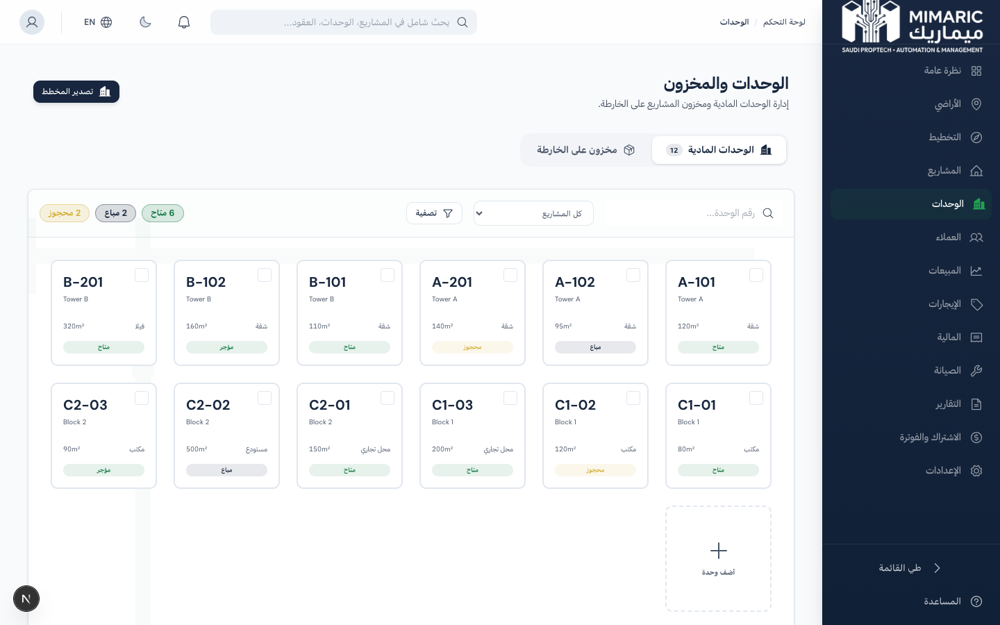 MIMARIC
ميماريك
SAUDI PROPTECH • AUTOMATION & MANAGEMENT
نظرة عامة
الأراضي
التخطيط
المشاريع
الوحدات
العملاء
المبيعات
الإيجارات
المالية
الصيانة
التقارير
الاشتراك والفوترة
الإعدادات
طي القائمة
المساعدة
لوحة التحكم / الوحدات
بحث شامل في المشاريع، الوحدات، العقود...
EN
الوحدات والمخزون
إدارة الوحدات المادية ومخزون المشاريع على الخارطة.
تصدير المخطط
الوحدات المادية 12
مخزون على الخارطة
رقم الوحدة...
كل المشاريع
تصفية
6 متاح
2 مباع
2 محجوز
A-101
Tower A
شقة 120m²
متاح
A-102
Tower A
شقة 95m²
مباع
A-201
Tower A
شقة 140m²
محجوز
B-101
Tower B
شقة 110m²
متاح
B-102
Tower B
شقة 160m²
مؤجر
B-201
Tower B
فيلا 320m²
متاح
C1-01
Block 1
مكتب 80m²
متاح
C1-02
Block 1
مكتب 120m²
محجوز
C1-03
Block 1
محل تجاري 200m²
متاح
C2-01
Block 2
محل تجاري 150m²
متاح
C2-02
Block 2
مستودع 500m²
مباع
C2-03
Block 2
مكتب 90m²
مؤجر
أضف وحدة
N